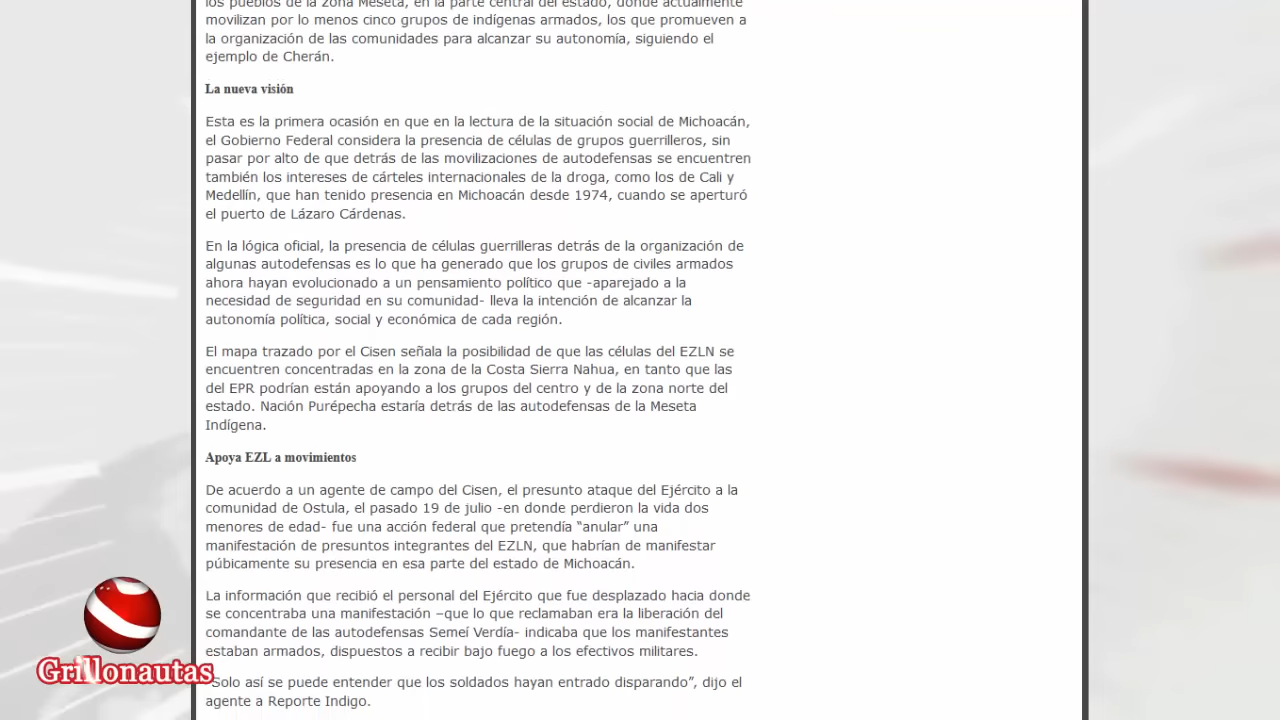 los pueblos de la zona Meseta, en la parte central del estado, donde actualmente
movilizan por lo menos cinco grupos de indígenas armados, los que promueven a
la organización de las comunidades para alcanzar su autonomía, siguiendo el
ejemplo de Cherán.
La nueva visión
Esta es la primera ocasión en que en la lectura de la situación social de Michoacán,
el Gobierno Federal considera la presencia de células de grupos guerrilleros, sin
pasar por alto de que detrás de las movilizaciones de autodefensas se encuentren
también los intereses de cárteles internacionales de la droga, como los de Cali y
Medellín, que han tenido presencia en Michoacán desde 1974, cuando se aperturó
el puerto de Lázaro Cárdenas.
En la lógica oficial, la presencia de células guerrilleras detrás de la organización de
algunas autodefensas es lo que ha generado que los grupos de civiles armados
ahora hayan evolucionado a un pensamiento político que -aparejado a la
necesidad de seguridad en su comunidad- lleva la intención de alcanzar la
autonomía política, social y económica de cada región.
El mapa trazado por el Cisen señala la posibilidad de que las células del EZLN se
encuentren concentradas en la zona de la Costa Sierra Nahua, en tanto que las
del EPR podrían están apoyando a los grupos del centro y de la zona norte del
estado. Nación Purépecha estaría detrás de las autodefensas de la Meseta
Indígena.
Apoya EZL a movimientos
De acuerdo a un agente de campo del Cisen, el presunto ataque del Ejército a la
comunidad de Ostula, el pasado 19 de julio -en donde perdieron la vida dos
menores de edad- fue una acción federal que pretendía “anular” una
manifestación de presuntos integrantes del EZLN, que habrían de manifestar
púbicamente su presencia en esa parte del estado de Michoacán.
La información que recibió el personal del Ejército que fue desplazado hacia donde
se concentraba una manifestación –que lo que reclamaban era la liberación del
comandante de las autodefensas Semeí Verdía- indicaba que los manifestantes
estaban armados, dispuestos a recibir bajo fuego a los efectivos militares.
“Solo así se puede entender que los soldados hayan entrado disparando”, dijo el
agente a Reporte Indigo.
Grillonautas